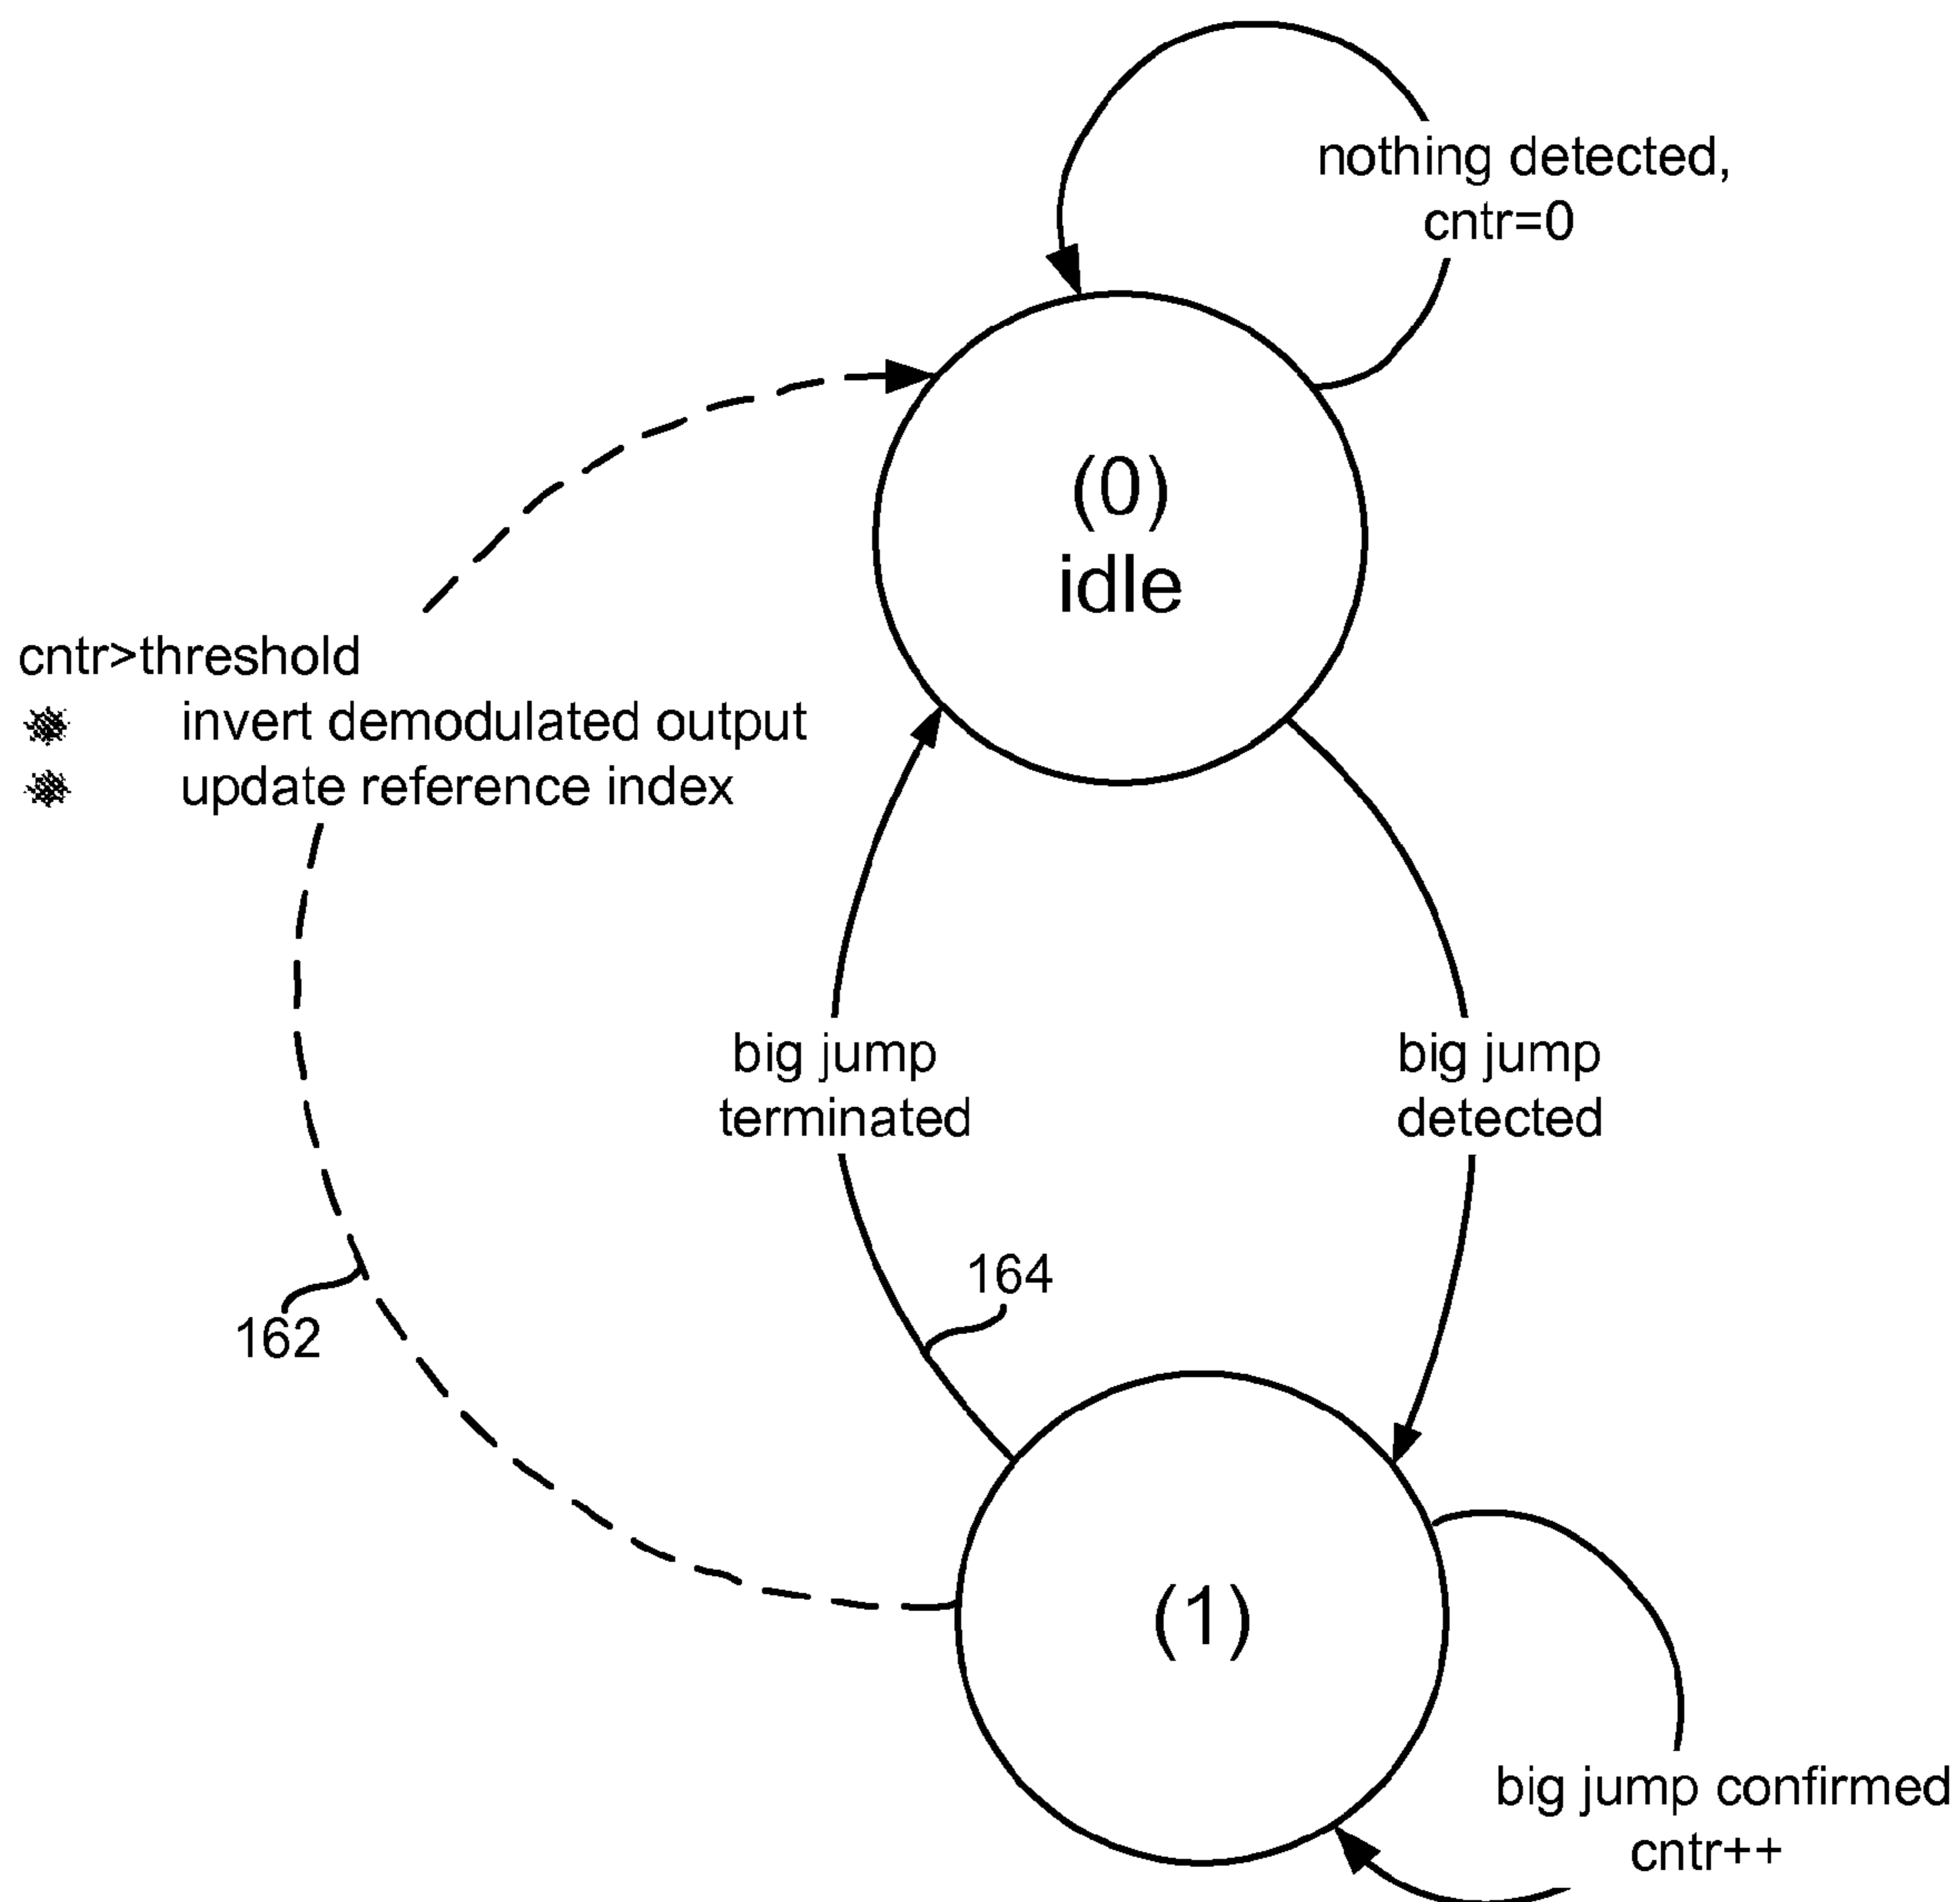 nothing detected,
cntr=0
(0)
idle
cntr>threshold
invert demodulated output
update reference index
big jump
terminated
big jump
detected
164
162
(1)
big jump confirmed
cntr++